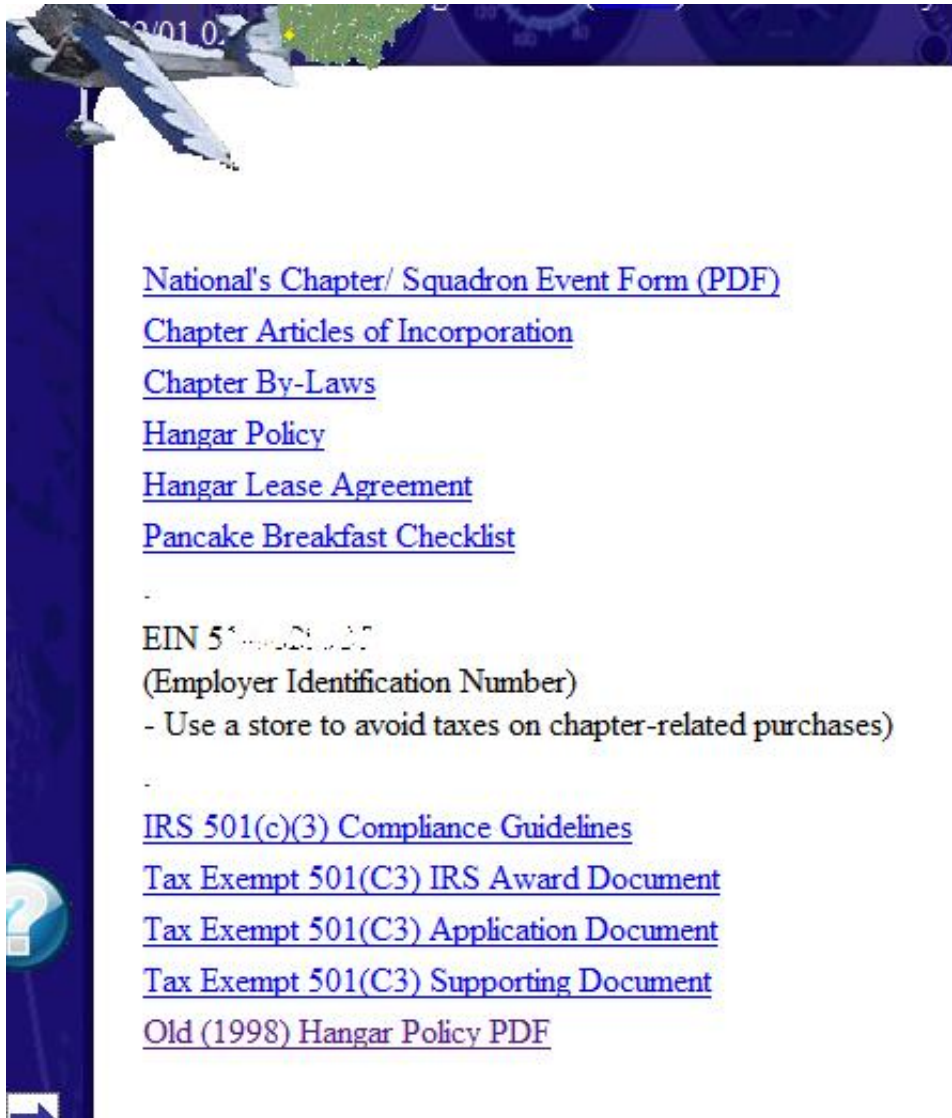 National's Chapter/ Squadron Event Form (PDF)
Chapter Articles of Incorporation
Chapter By-Laws
Hangar Policy
Hangar Lease Agreement
Pancake Breakfast Checklist
-
EIN 5
(Employer Identification Number)
- Use a store to avoid taxes on chapter-related purchases)
-
IRS 501(c)(3) Compliance Guidelines
Tax Exempt 501(C3) IRS Award Document
Tax Exempt 501(C3) Application Document
Tax Exempt 501(C3) Supporting Document
Old (1998) Hangar Policy PDF